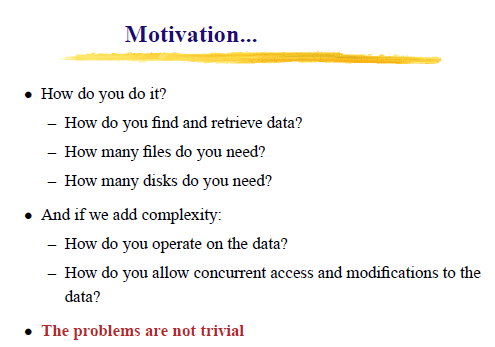 Motivation...
• How do you do it?
– How do you find and retrieve data?
– How many files do you need?
– How many disks do you need?
• And if we add complexity:
– How do you operate on the data?
– How do you allow concurrent access and modifications to the
data?
• The problems are not trivial